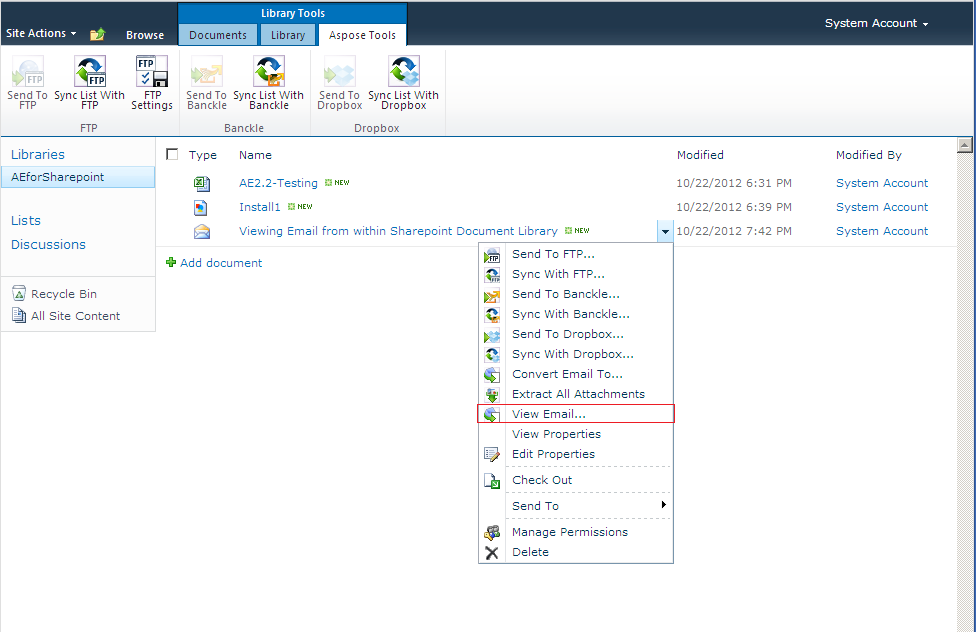 Library Tools
System Account
Site Actions
Browse
Documents
Library
Aspose Tools
FTP
Send To FTP
Sync List With FTP
FTP Settings
FTP
Send To Banckle
Sync List With Banckle
Banckle
Send To Dropbox
Sync List With Dropbox
Dropbox
Libraries
AEforSharepoint
Lists
Discussions
Recycle Bin
All Site Content
Type Name Modified Modified By
AE2.2-Testing NEW 10/22/2012 6:31 PM System Account
Install1 NEW 10/22/2012 6:39 PM System Account
Viewing Email from within Sharepoint Document Library NEW 10/22/2012 7:42 PM System Account
Add document
Send To FTP...
Sync With FTP...
Send To Banckle...
Sync With Banckle...
Send To Dropbox...
Sync With Dropbox...
Convert Email To...
Extract All Attachments
View Email...
View Properties
Edit Properties
Check Out
Send To
Manage Permissions
Delete